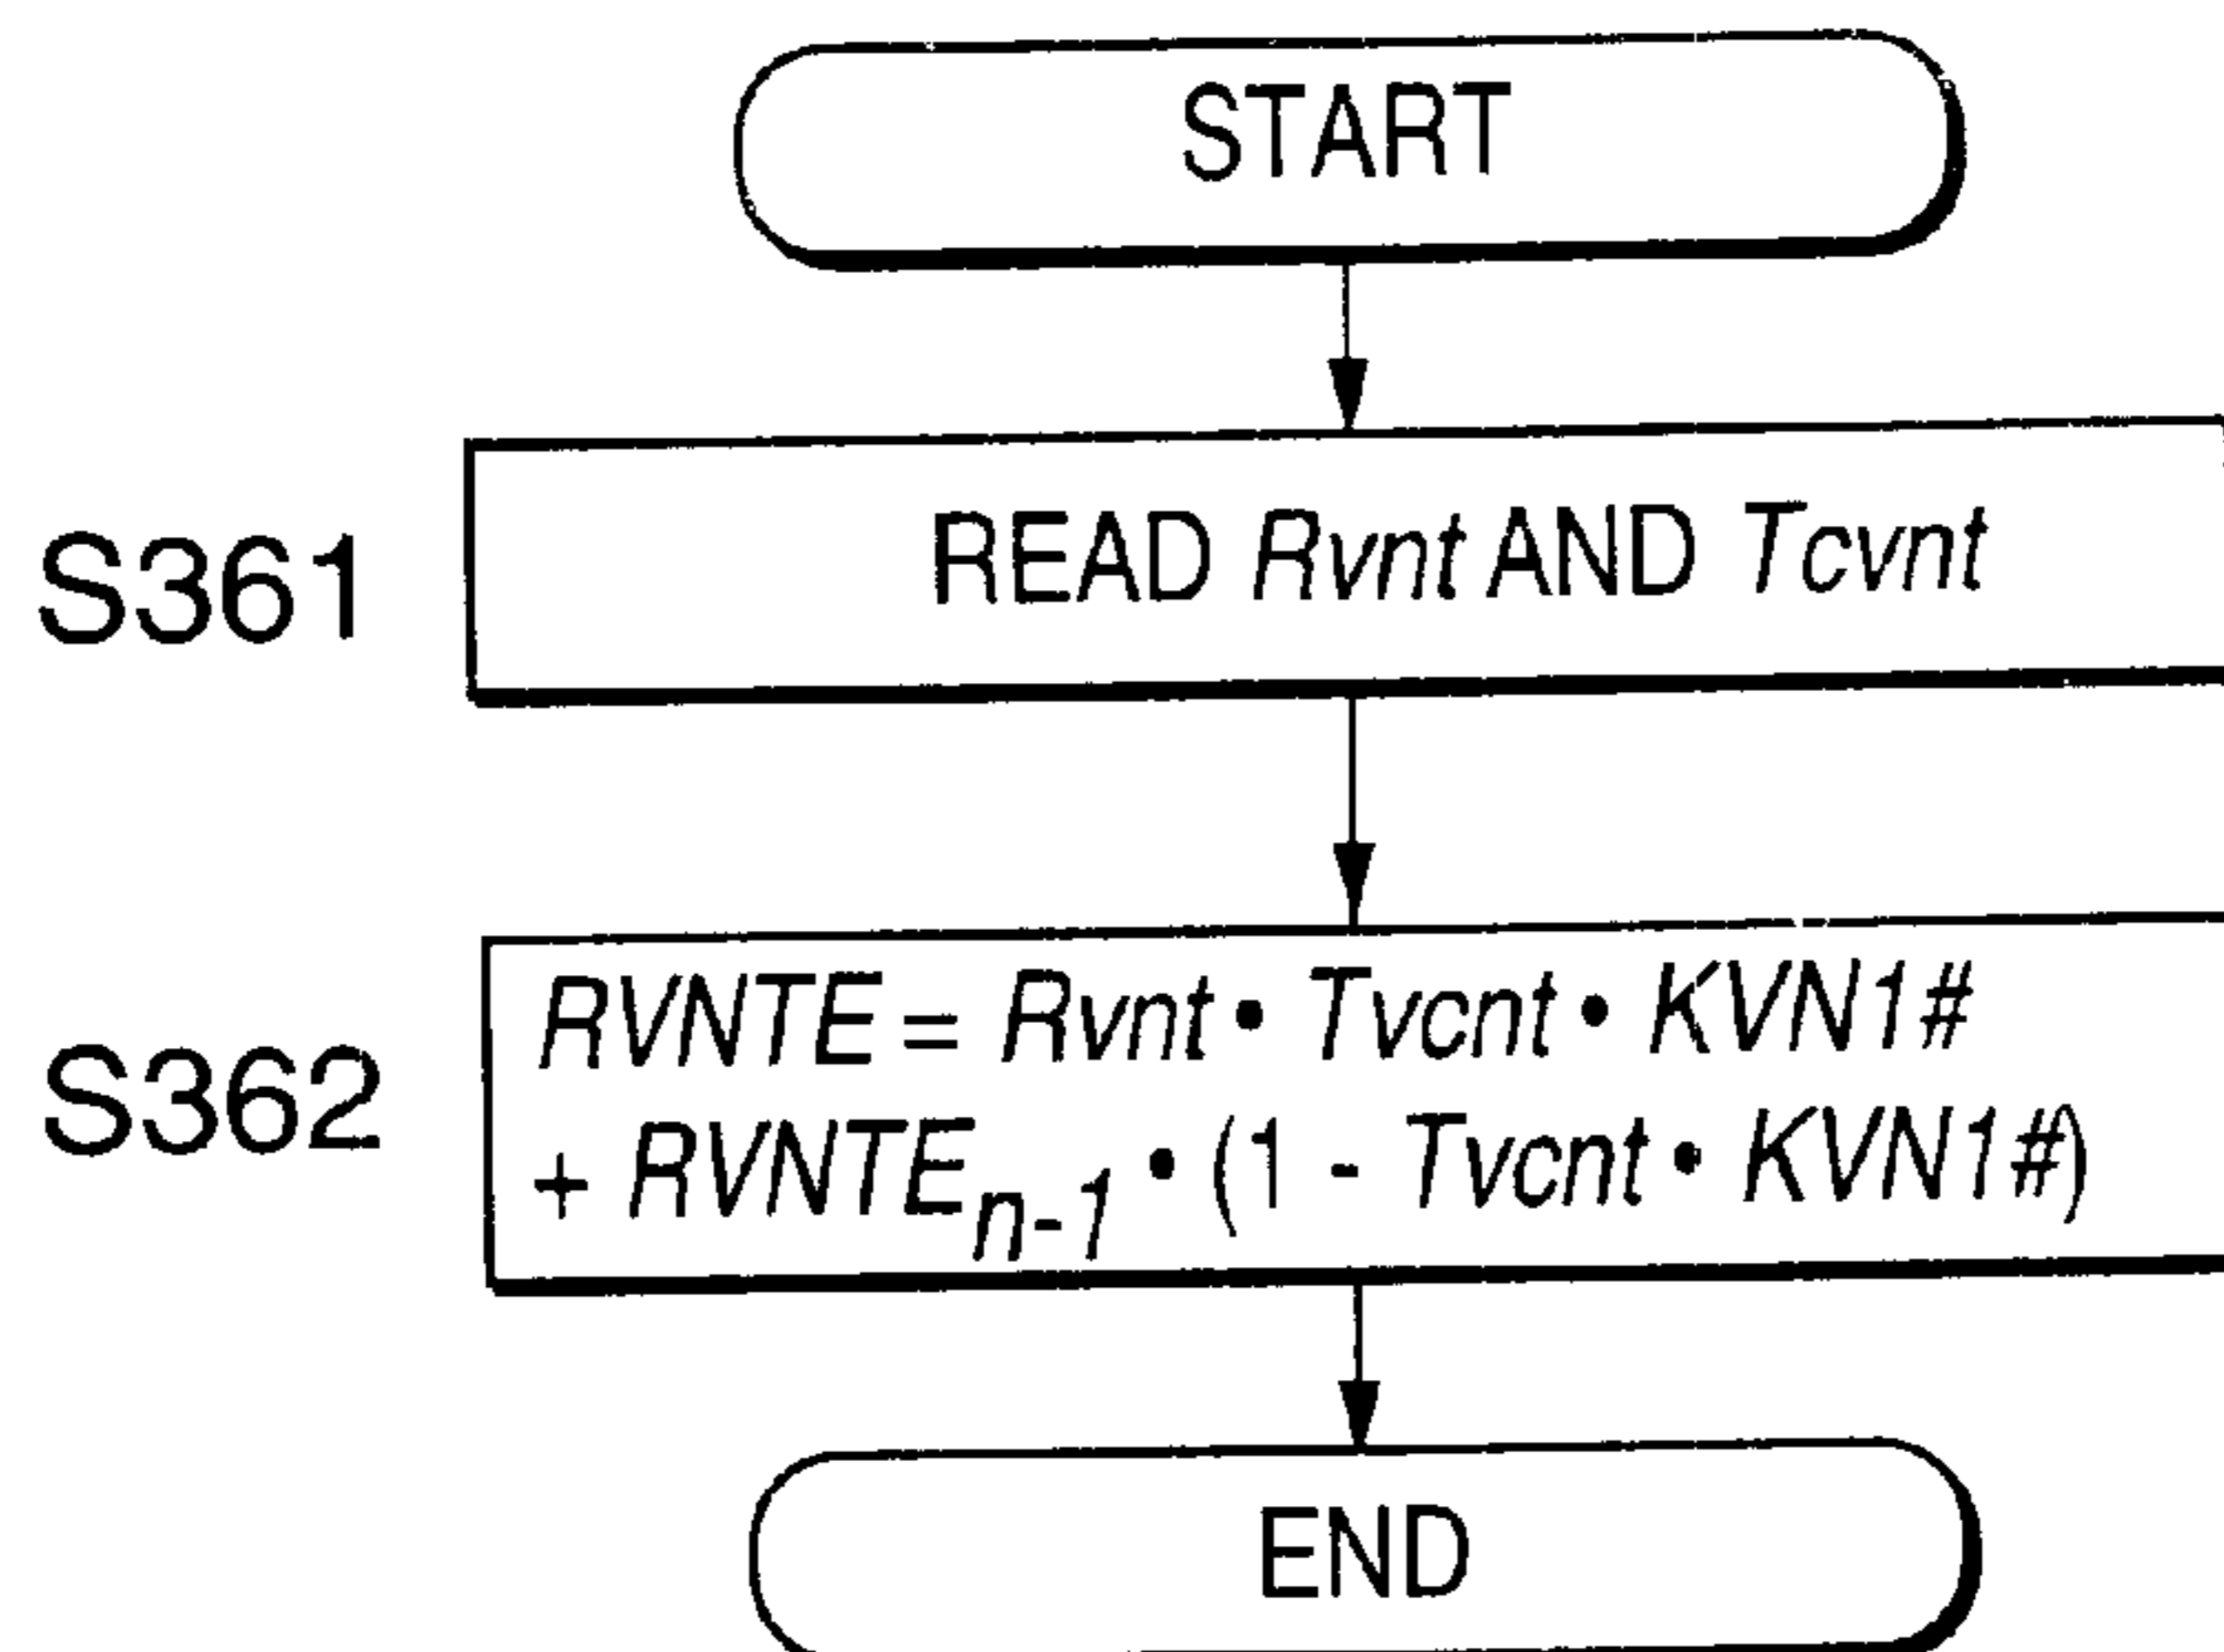 START
S361
READ Rvnt AND Tcvnt
S362
RVNTE = Rvnt • Tvcnt • KVN1#
+ RVNTEn-1 • (1 - Tvcnt • KVN1#)
END